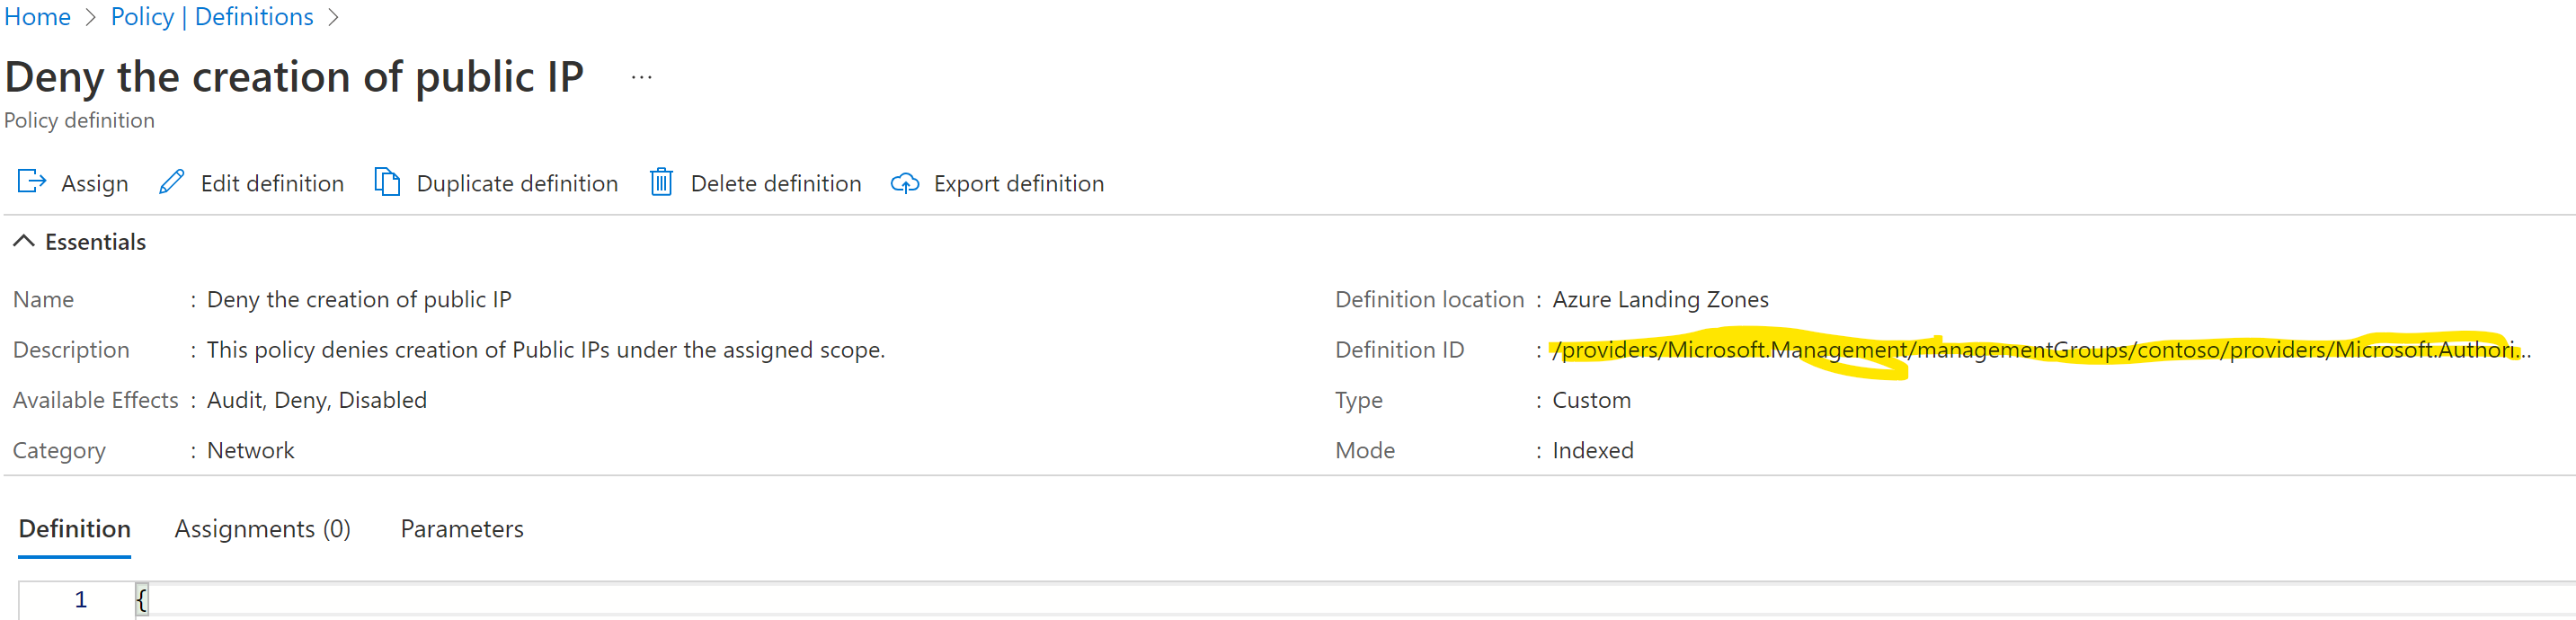 Home > Policy | Definitions >
Deny the creation of public IP ...
Policy definition
Assign Edit definition Duplicate definition Delete definition Export definition
Essentials
Name : Deny the creation of public IP
Description : This policy denies creation of Public IPs under the assigned scope.
Available Effects : Audit, Deny, Disabled
Category : Network
Definition location : Azure Landing Zones
Definition ID : /providers/Microsoft.Management/managementGroups/contoso/providers/Microsoft.Authori...
Type : Custom
Mode : Indexed
Definition Assignments (0) Parameters
1 {